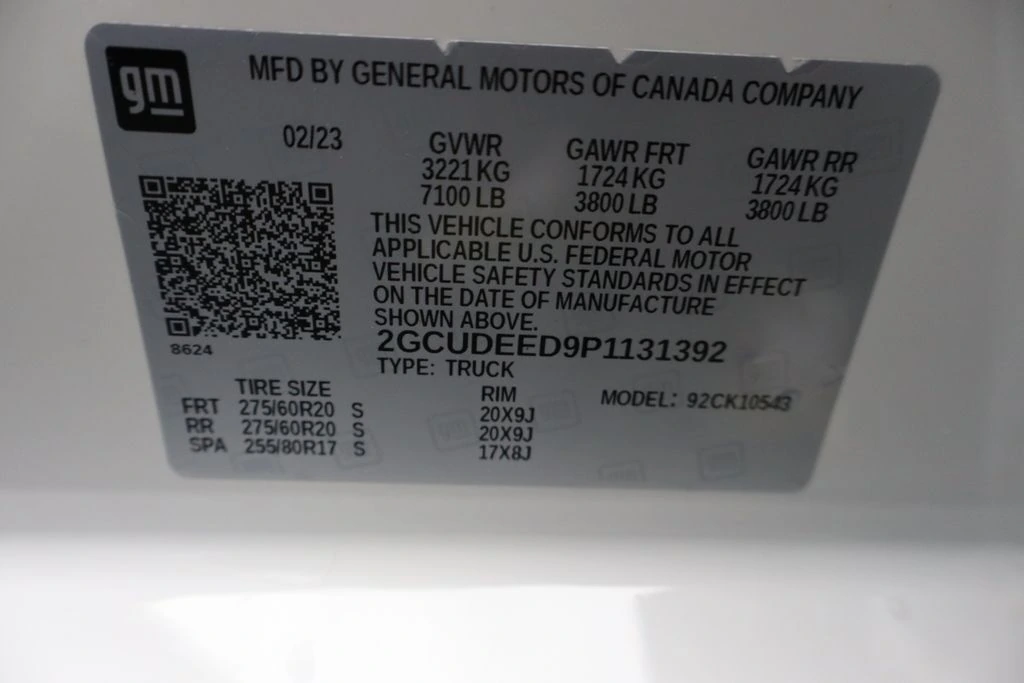 gm
MFD BY GENERAL MOTORS OF CANADA COMPANY
02/23
GVWR GAWR FRT GAWR RR
3221 KG 1724 KG 1724 KG
7100 LB 3800 LB 3800 LB
THIS VEHICLE CONFORMS TO ALL
APPLICABLE U.S. FEDERAL MOTOR
VEHICLE SAFETY STANDARDS IN EFFECT
ON THE DATE OF MANUFACTURE
SHOWN ABOVE.
8624
2GCUDEED9P1131392
TYPE: TRUCK
TIRE SIZE RIM MODEL: 92CK10543
FRT 275/60R20 S 20X9J
RR 275/60R20 S 20X9J
SPA 255/80R17 S 17X8J